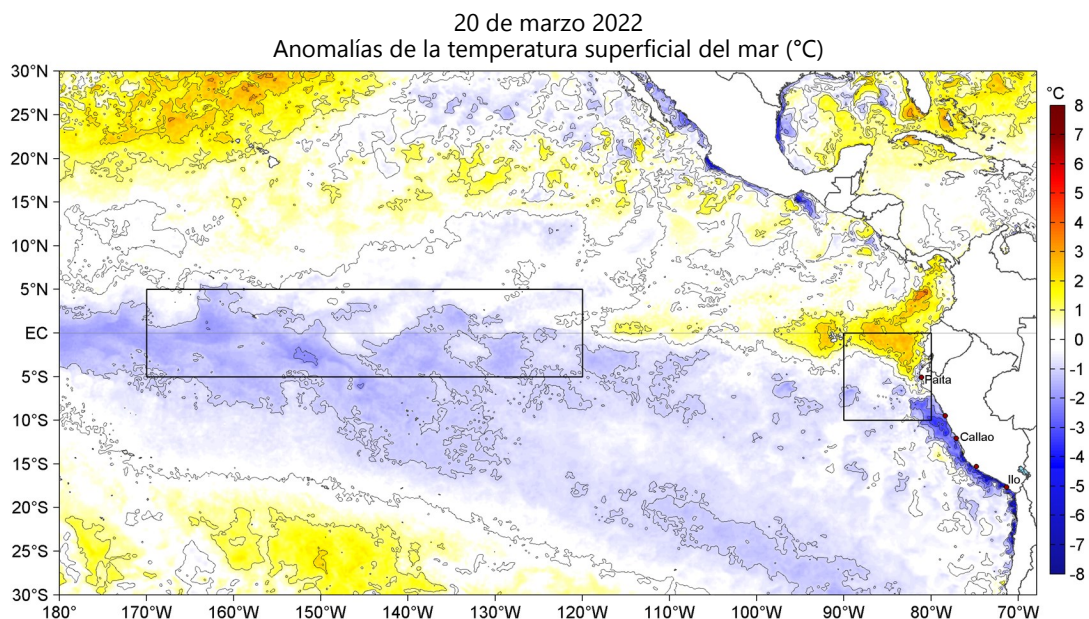 20 de marzo 2022
Anomalías de la temperatura superficial del mar (°C)
30°N
25°N
20°N
15°N
10°N
5°N
EC
5°S
10°S
15°S
20°S
25°S
30°S
180
170°W
160°W
150°W
140°W
130°W
120°W
110°W
100°W
90°W
80°W
70°W
Paita
Callao
Ilo
°C
8
7
6
5
4
3
2
1
0
-1
-2
-3
-4
-5
-6
-7
-8